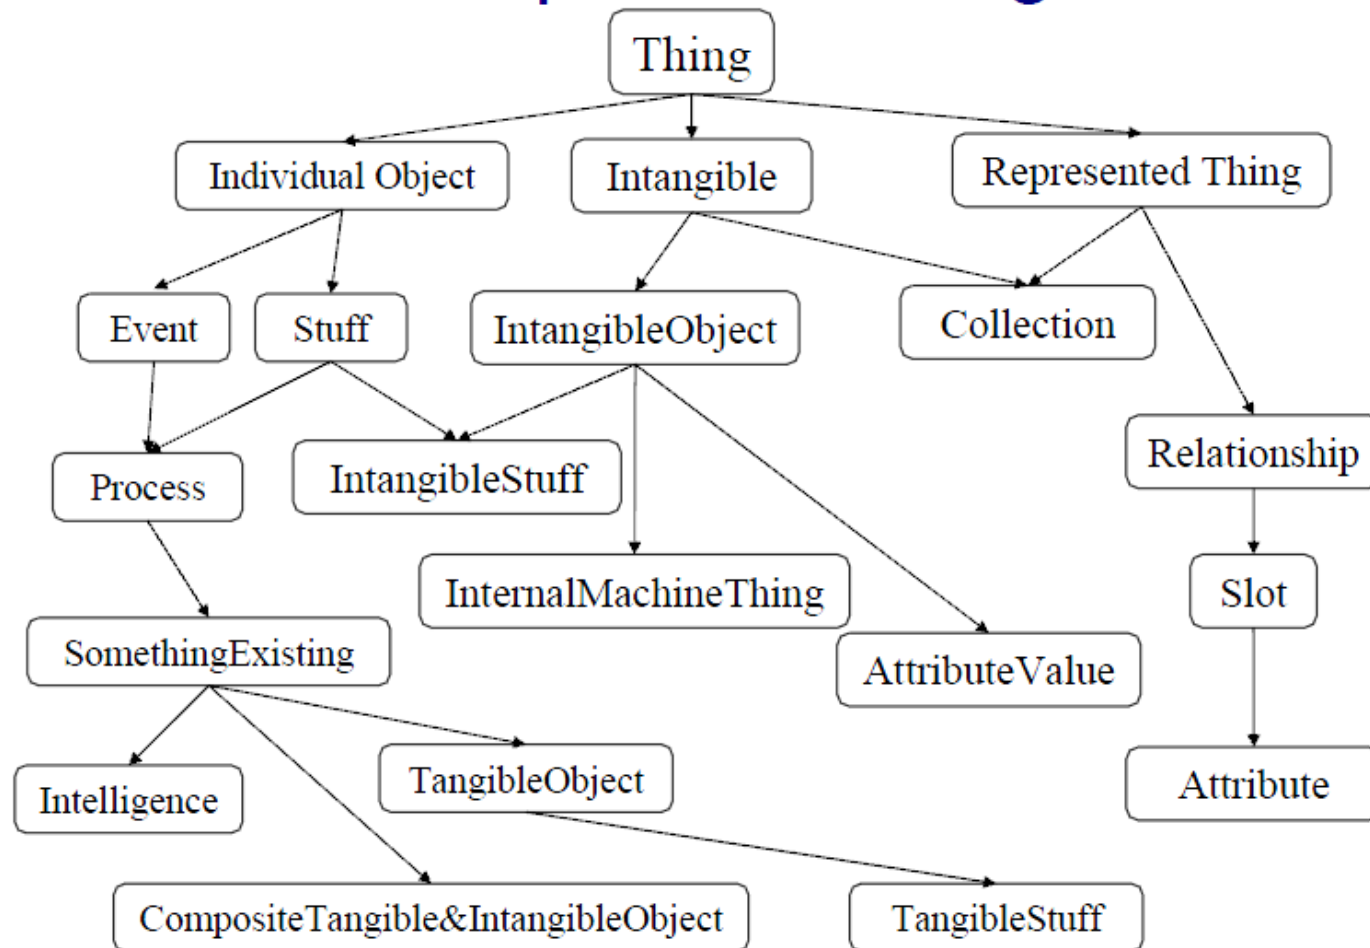 Thing
Individual Object
Intangible
Represented Thing
Event
Stuff
IntangibleObject
Collection
Process
IntangibleStuff
Relationship
InternalMachineThing
Slot
SomethingExisting
AttributeValue
Intelligence
TangibleObject
Attribute
CompositeTangible&IntangibleObject
TangibleStuff